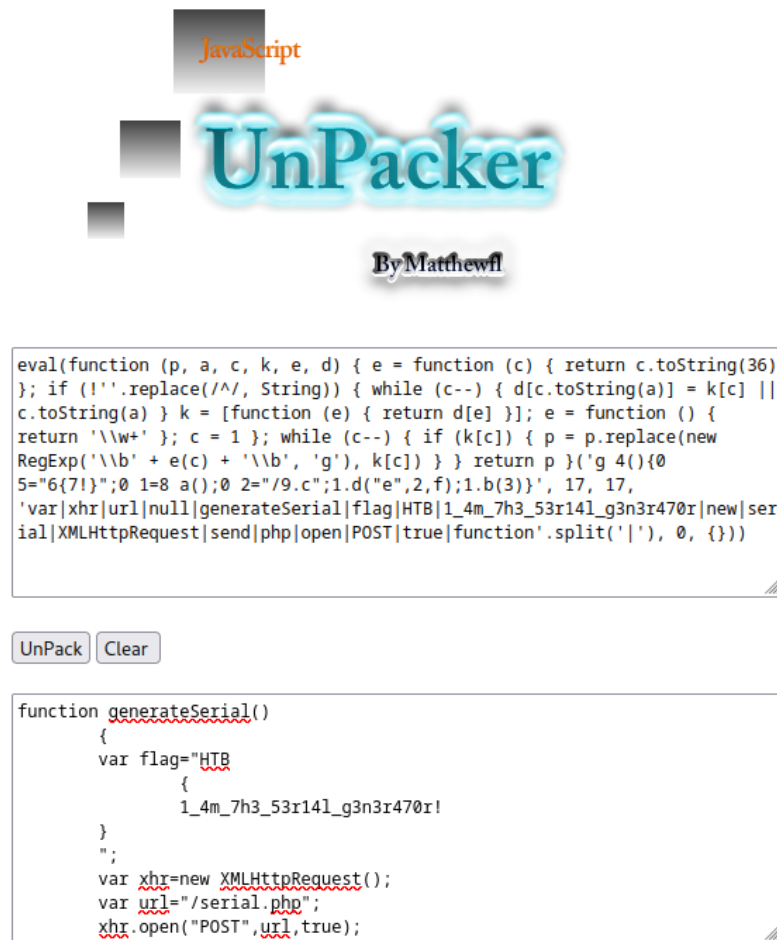 JavaScript
UnPacker
By Matthewfl
eval(function (p, a, c, k, e, d) { e = function (c) { return c.toString(36)
}; if (!''.replace(/^/, String)) { while (c--) { d[c.toString(a)] = k[c] ||
c.toString(a) } k = [function (e) { return d[e] }]; e = function () {
return '\\w+' }; c = 1 }; while (c--) { if (k[c]) { p = p.replace(new
RegExp('\\b' + e(c) + '\\b', 'g'), k[c]) } } return p }('g 4(){0
5="6{7!}";0 1=8 a();0 2="/9.c";1.d("e",2,f);1.b(3)}', 17, 17,
'var|xhr|url|null|generateSerial|flag|HTB|1_4m_7h3_53r14l_g3n3r470r|new|ser
ial|XMLHttpRequest|send|php|open|POST|true|function'.split('|'), 0, {}))
UnPack Clear
function generateSerial()
{
var flag="HTB
{
1_4m_7h3_53r14l_g3n3r470r!
}
";
var xhr=new XMLHttpRequest();
var url="/serial.php";
xhr.open("POST",url,true);